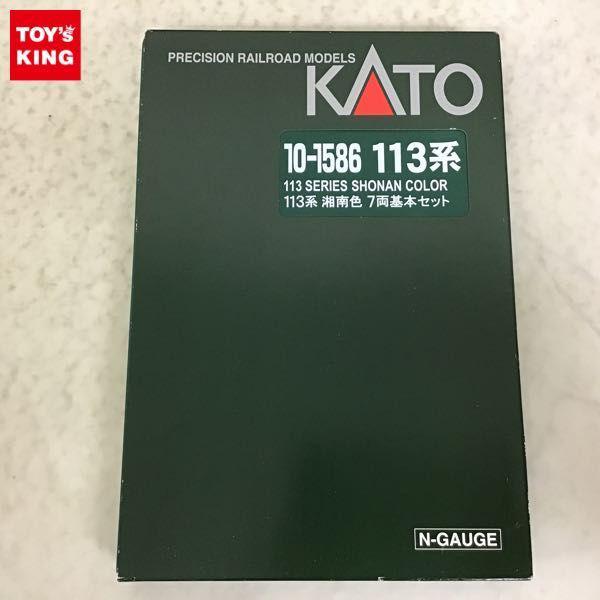 TOY'S
KING
PRECISION RAILROAD MODELS
KATO
10-1586 113系
113 SERIES SHONAN COLOR
113系 湘南色 7両基本セット
N-GAUGE